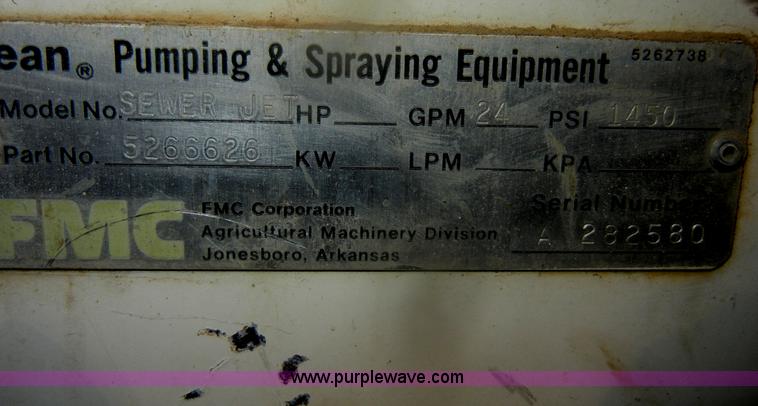 ean® Pumping & Spraying Equipment 5262738
Model No. SEWER JET HP GPM 24 PSI 1450
Part No. 5266626 KW LPM KPA
FMC FMC Corporation Serial Number
Agricultural Machinery Division A 282580
Jonesboro, Arkansas
www.purplewave.com